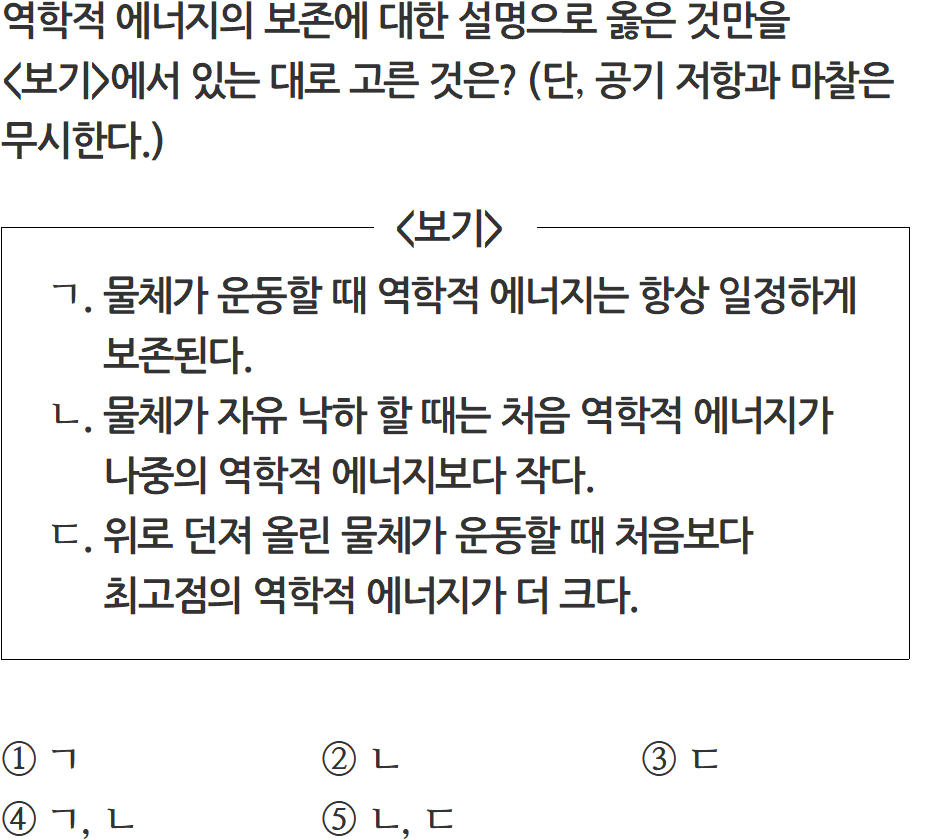 역학적 에너지의 보존에 대한 설명으로 옳은 것만을
<보기>에서 있는 대로 고른 것은? (단, 공기 저항과 마찰은
무시한다.)
<보기>
ㄱ. 물체가 운동할 때 역학적 에너지는 항상 일정하게
보존된다.
ㄴ. 물체가 자유 낙하 할 때는 처음 역학적 에너지가
나중의 역학적 에너지보다 작다.
ㄷ. 위로 던져 올린 물체가 운동할 때 처음보다
최고점의 역학적 에너지가 더 크다.
① ㄱ ② ㄴ ③ ㄷ
④ ㄱ, ㄴ ⑤ ㄴ, ㄷ